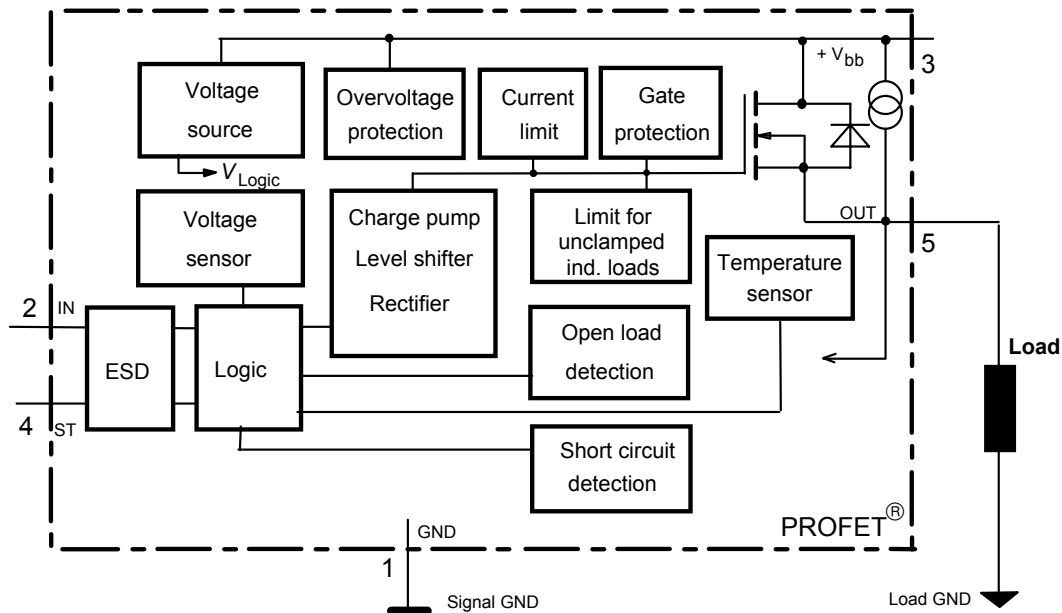 + Vbb
3
Voltage
source
Overvoltage
protection
Current
limit
Gate
protection
VLogic
Voltage
sensor
Charge pump
Level shifter
Rectifier
Limit for
unclamped
ind. loads
OUT
5
Temperature
sensor
2
IN
ESD
Logic
Open load
detection
Load
4
ST
Short circuit
detection
PROFET®
GND
1
Signal GND
Load GND